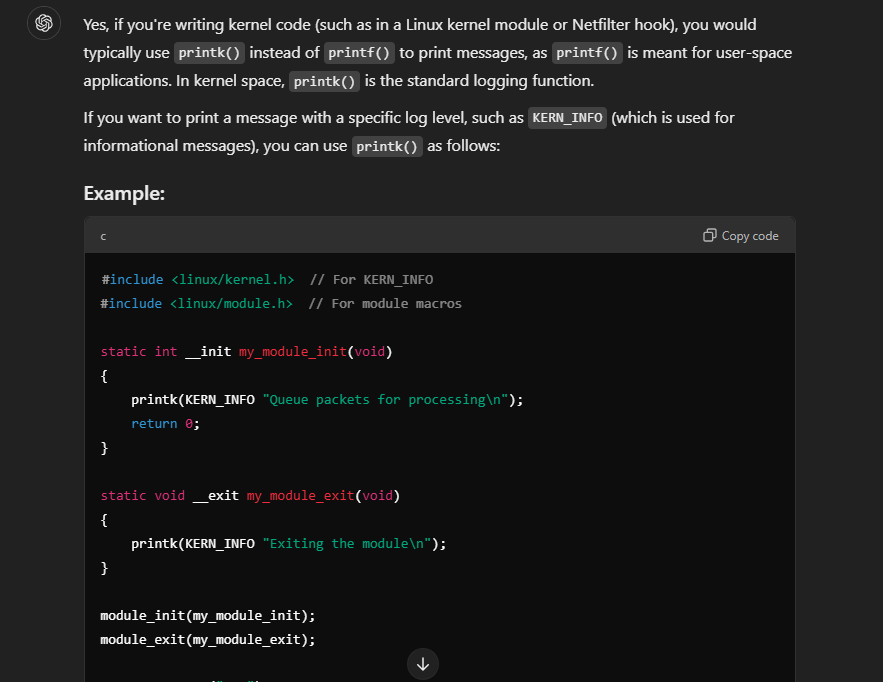 Yes, if you're writing kernel code (such as in a Linux kernel module or Netfilter hook), you would
typically use printk() instead of printf() to print messages, as printf() is meant for user-space
applications. In kernel space, printk() is the standard logging function.
If you want to print a message with a specific log level, such as KERN_INFO (which is used for
informational messages), you can use printk() as follows:
Example:
c Copy code
#include <linux/kernel.h>  // For KERN_INFO
#include <linux/module.h>  // For module macros
static int __init my_module_init(void)
{
    printk(KERN_INFO "Queue packets for processing\n");
    return 0;
}
static void __exit my_module_exit(void)
{
    printk(KERN_INFO "Exiting the module\n");
}
module_init(my_module_init);
module_exit(my_module_exit);